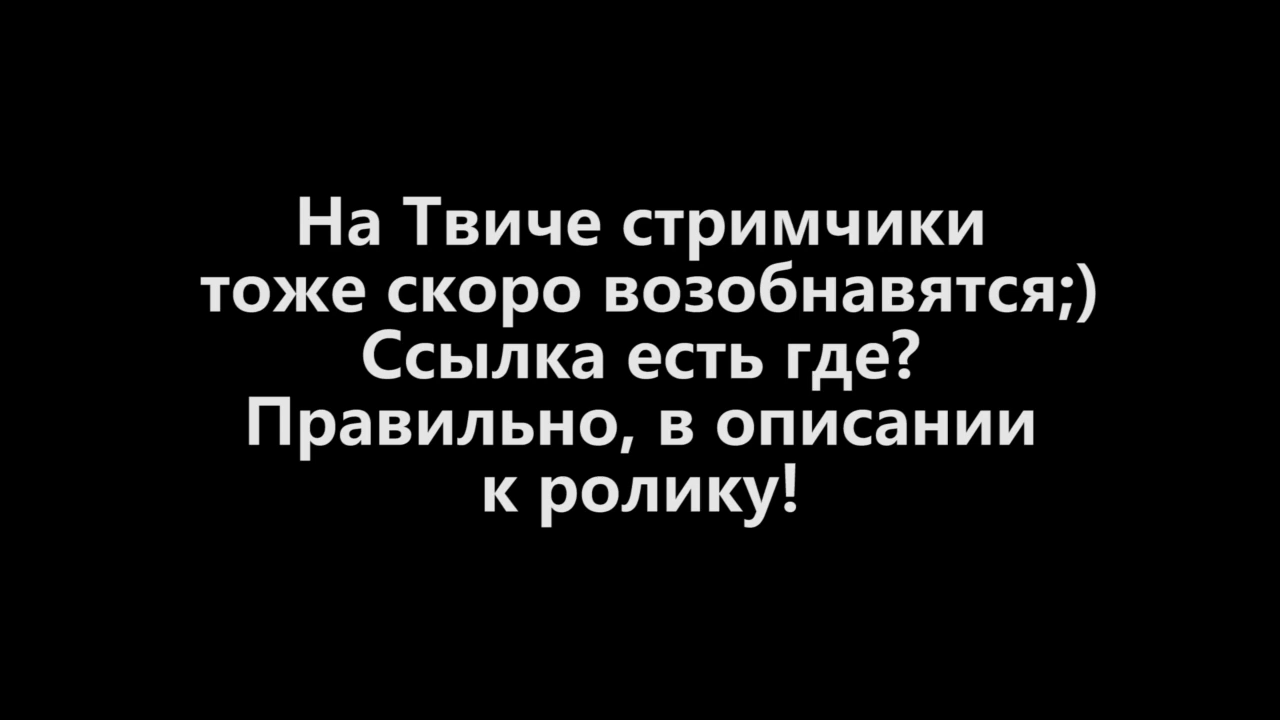 На Твиче стримчики
тоже скоро возобнавятся;)
Ссылка есть где?
Правильно, в описании
к ролику!